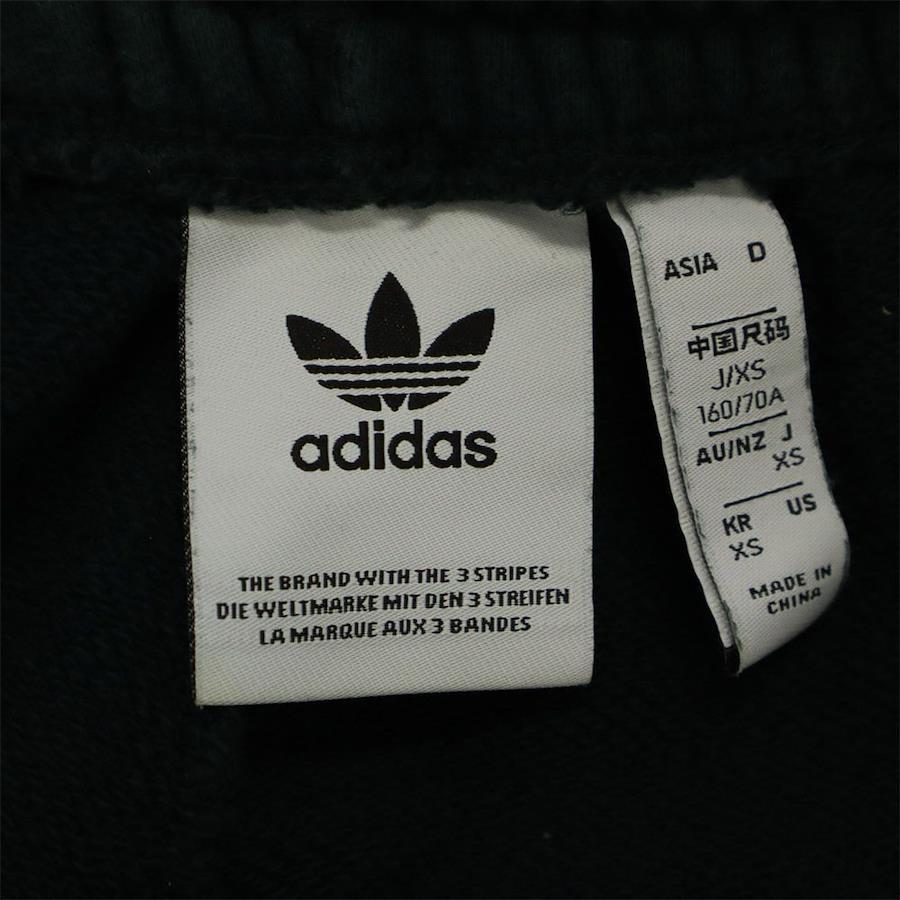 adidas
THE BRAND WITH THE 3 STRIPES
DIE WELTMARKE MIT DEN 3 STREIFEN
LA MARQUE AUX 3 BANDES
ASIA D
中国尺码
J/XS
160/70A
AU/NZ J
XS
KR US
XS
MADE IN
CHINA